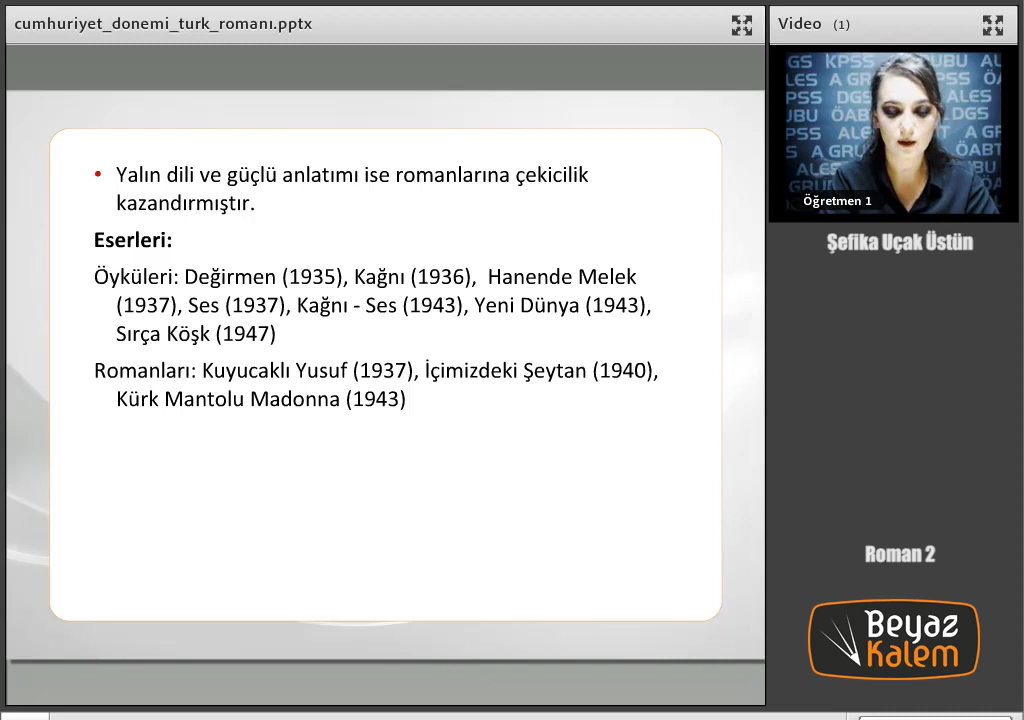 cumhuriyet_donemi_turk_romanı.pptx
Video (1)
Yalın dili ve güçlü anlatımı ise romanlarına çekicilik
kazandırmıştır.
Eserleri:
Öyküleri: Değirmen (1935), Kağnı (1936), Hanende Melek
(1937), Ses (1937), Kağnı - Ses (1943), Yeni Dünya (1943),
Sırça Köşk (1947)
Romanları: Kuyucaklı Yusuf (1937), İçimizdeki Şeytan (1940),
Kürk Mantolu Madonna (1943)
Öğretmen 1
Şefika Uçak Üstün
Roman 2
Beyaz
Kalem